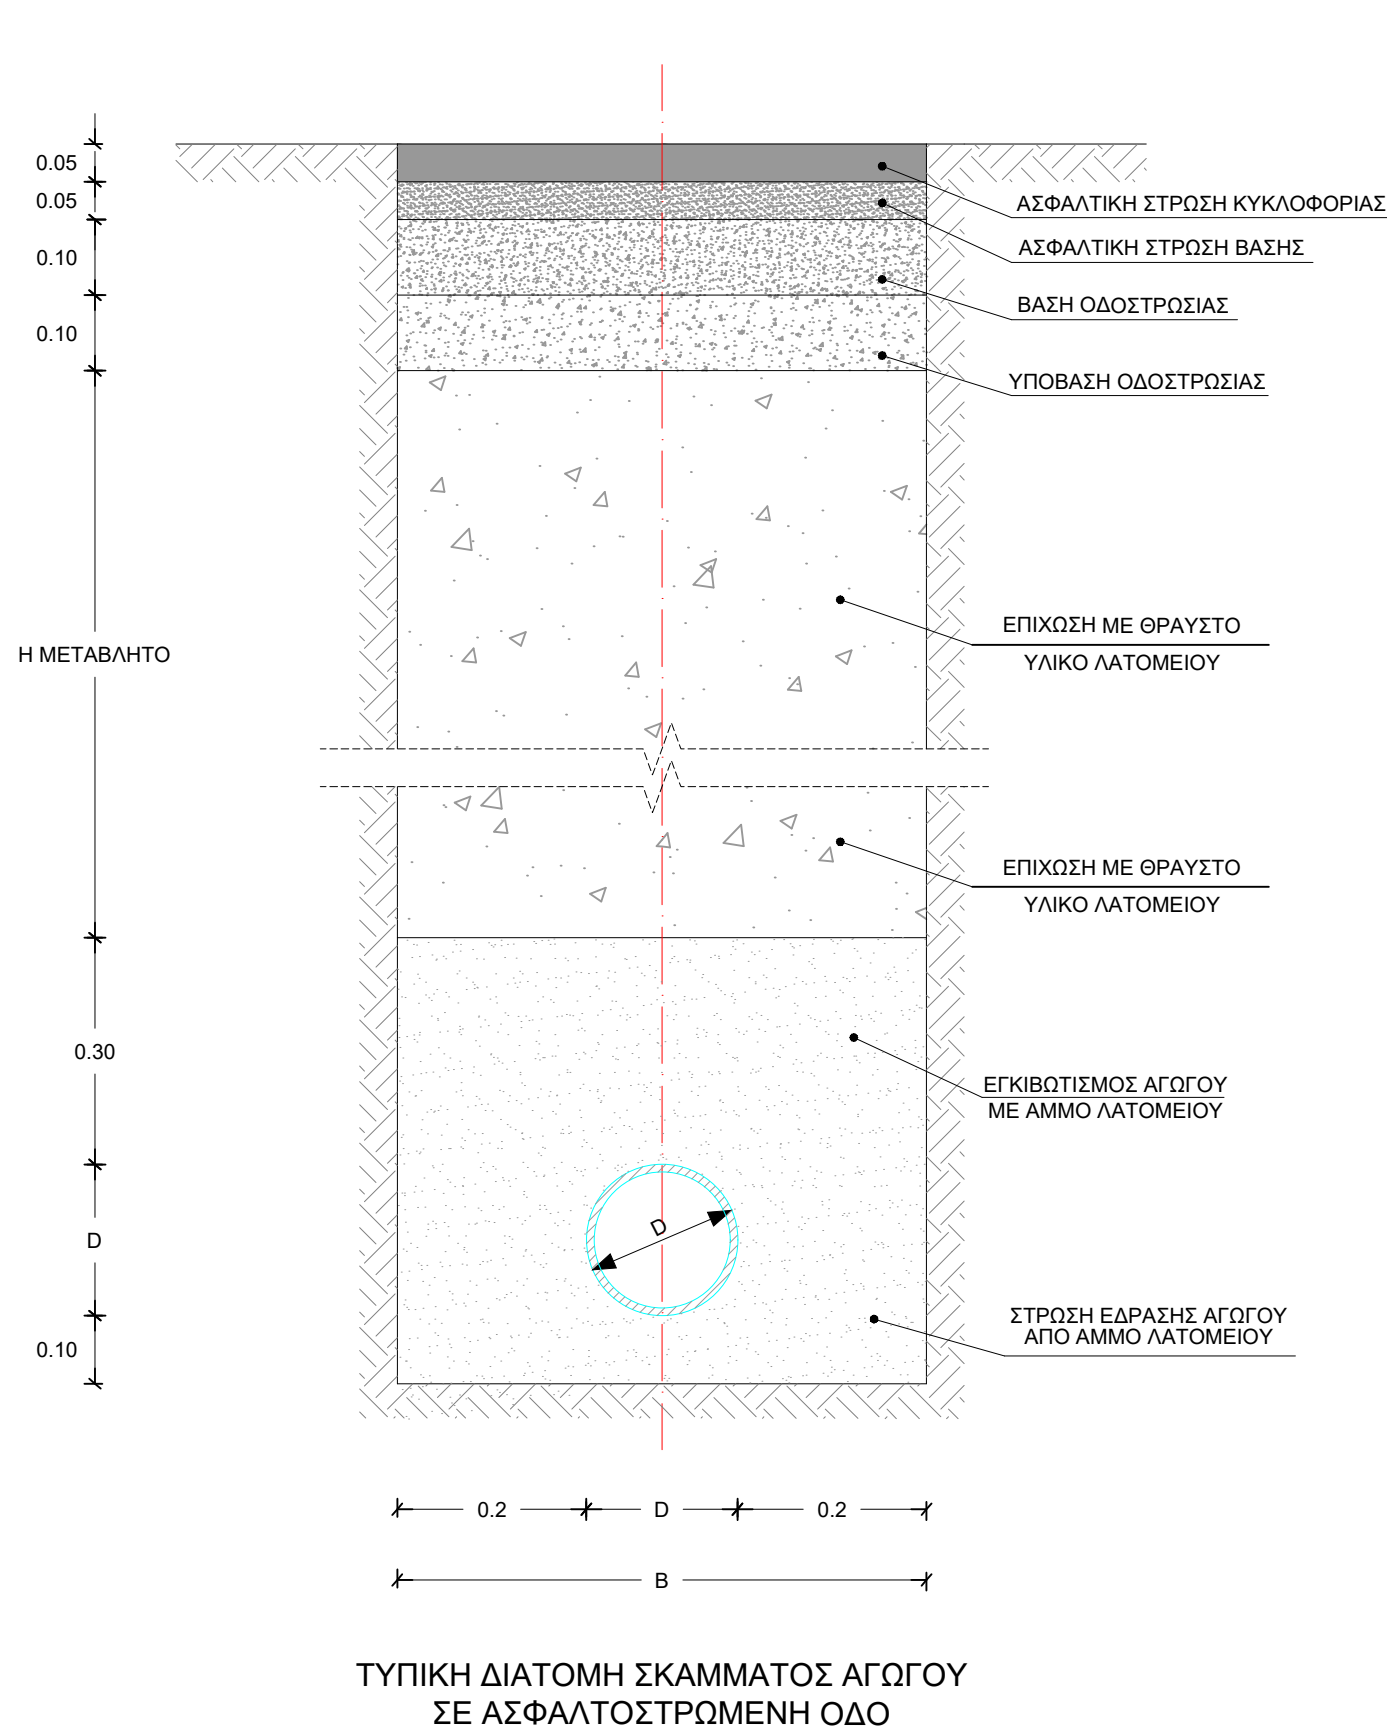 0.05
0.05
0.10
0.10
Η ΜΕΤΑΒΛΗΤΟ
0.30
D
0.10
ΑΣΦΑΛΤΙΚΗ ΣΤΡΩΣΗ ΚΥΚΛΟΦΟΡΙΑΣ
ΑΣΦΑΛΤΙΚΗ ΣΤΡΩΣΗ ΒΑΣΗΣ
ΒΑΣΗ ΟΔΟΣΤΡΩΣΙΑΣ
ΥΠΟΒΑΣΗ ΟΔΟΣΤΡΩΣΙΑΣ
ΕΠΙΧΩΣΗ ΜΕ ΘΡΑΥΣΤΟ
ΥΛΙΚΟ ΛΑΤΟΜΕΙΟΥ
ΕΠΙΧΩΣΗ ΜΕ ΘΡΑΥΣΤΟ
ΥΛΙΚΟ ΛΑΤΟΜΕΙΟΥ
ΕΓΚΙΒΩΤΙΣΜΟΣ ΑΓΩΓΟΥ
ΜΕ ΑΜΜΟ ΛΑΤΟΜΕΙΟΥ
D
ΣΤΡΩΣΗ ΕΔΡΑΣΗΣ ΑΓΩΓΟΥ
ΑΠΟ ΑΜΜΟ ΛΑΤΟΜΕΙΟΥ
0.2 D 0.2
B
ΤΥΠΙΚΗ ΔΙΑΤΟΜΗ ΣΚΑΜΜΑΤΟΣ ΑΓΩΓΟΥ
ΣΕ ΑΣΦΑΛΤΟΣΤΡΩΜΕΝΗ ΟΔΟ